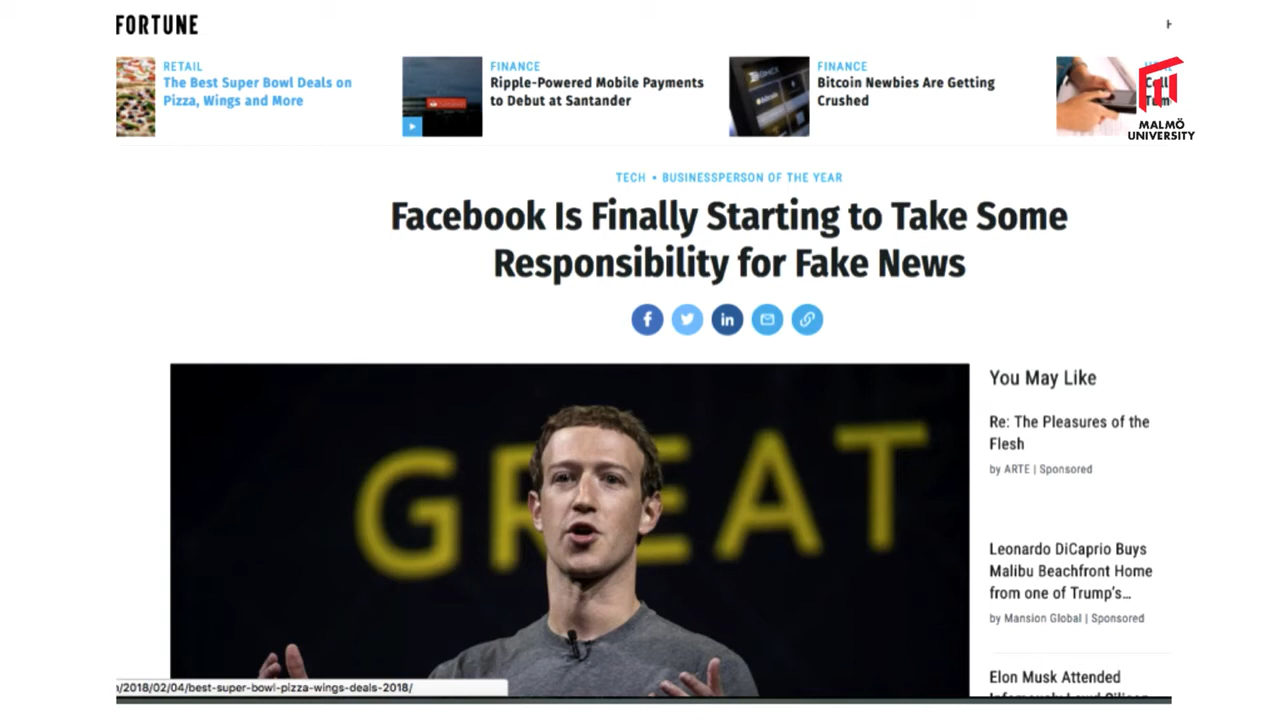 FORTUNE
RETAIL
The Best Super Bowl Deals on
Pizza, Wings and More
FINANCE
Ripple-Powered Mobile Payments
to Debut at Santander
FINANCE
Bitcoin Newbies Are Getting
Crushed
MALMÖ
UNIVERSITY
TECH • BUSINESSPERSON OF THE YEAR
Facebook Is Finally Starting to Take Some
Responsibility for Fake News
GREAT
You May Like
Re: The Pleasures of the
Flesh
by ARTE | Sponsored
Leonardo DiCaprio Buys
Malibu Beachfront Home
from one of Trump's...
by Mansion Global | Sponsored
Elon Musk Attended
/2018/02/04/best-super-bowl-pizza-wings-deals-2018/